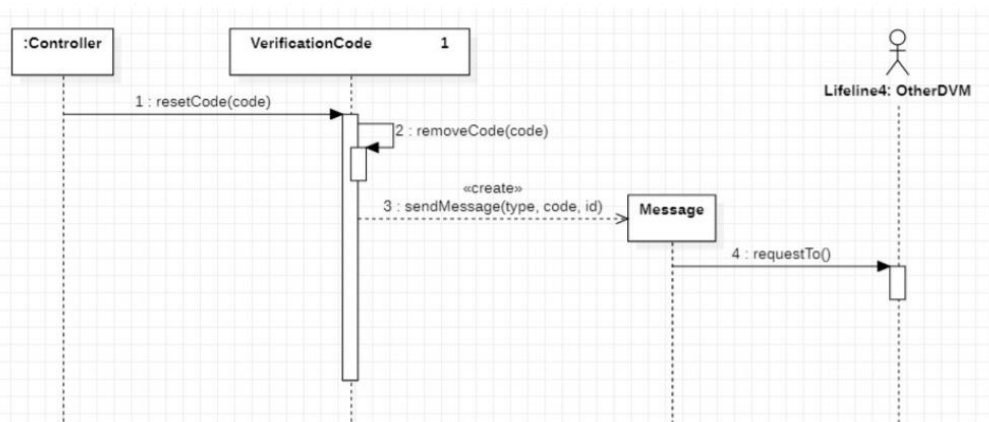 :Controller
VerificationCode 1
Lifeline4: OtherDVM
1 : resetCode(code)
2 : removeCode(code)
«create»
3 : sendMessage(type, code, id)
Message
4 : requestTo()